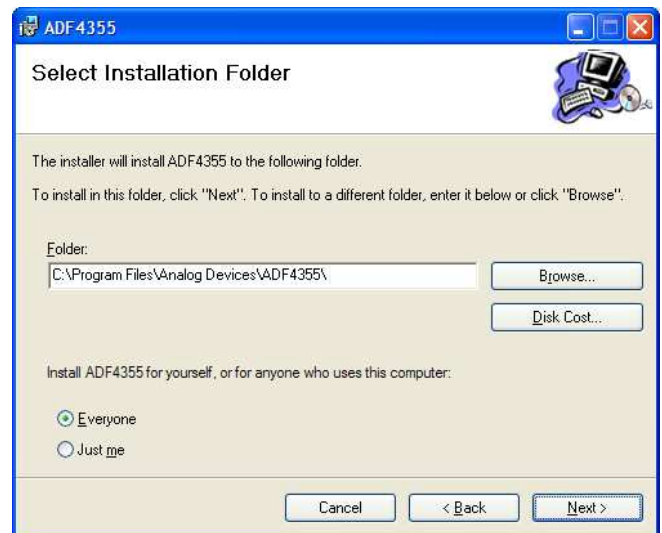 ADF4355
Select Installation Folder
The installer will install ADF4355 to the following folder.
To install in this folder, click "Next". To install to a different folder, enter it below or click "Browse".
Folder:
C:\Program Files\Analog Devices\ADF4355\
Browse...
Disk Cost...
Install ADF4355 for yourself, or for anyone who uses this computer:
Everyone
Just me
Cancel
< Back
Next >